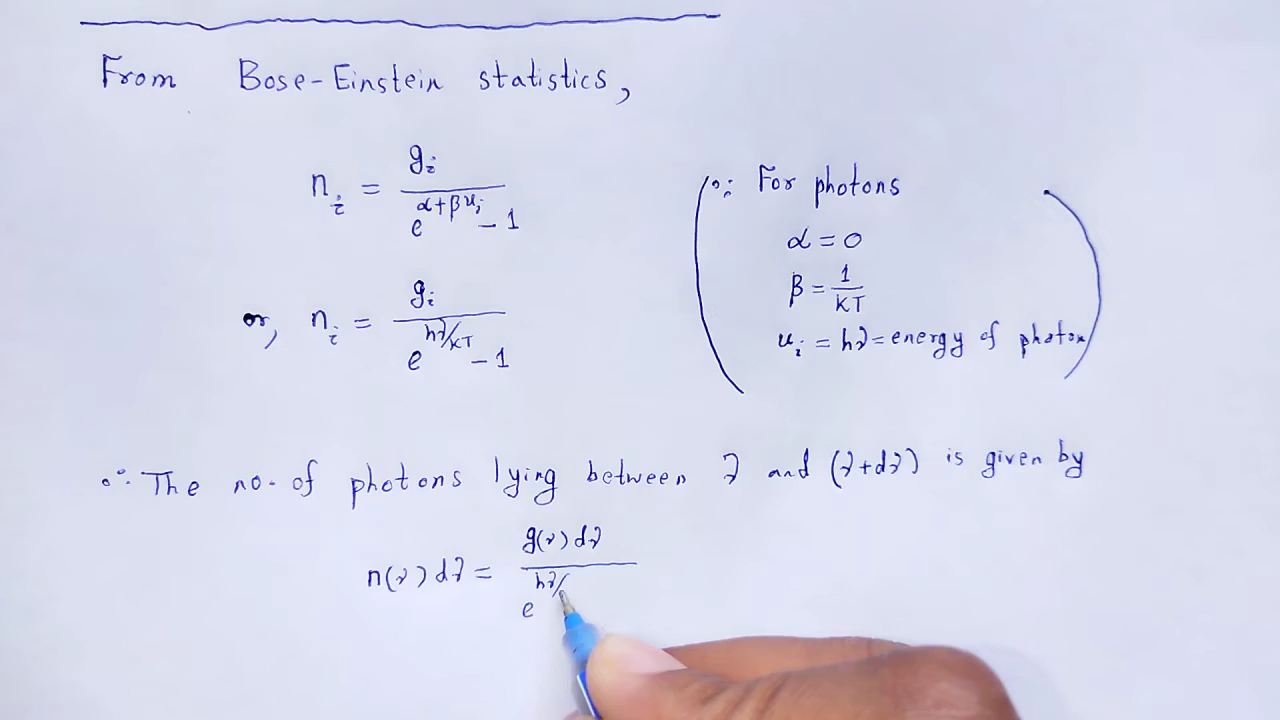 From Bose-Einstein statistics,
nᵢ = gᵢ / (e^(α+βuᵢ) - 1)
or, nᵢ = gᵢ / (e^(hν/KT) - 1)
(∵ For photons
α = 0
β = 1/KT
uᵢ = hν = energy of photon)
∴ The no. of photons lying between ν and (ν+dν) is given by
n(ν) dν = g(ν) dν / e^(hν/